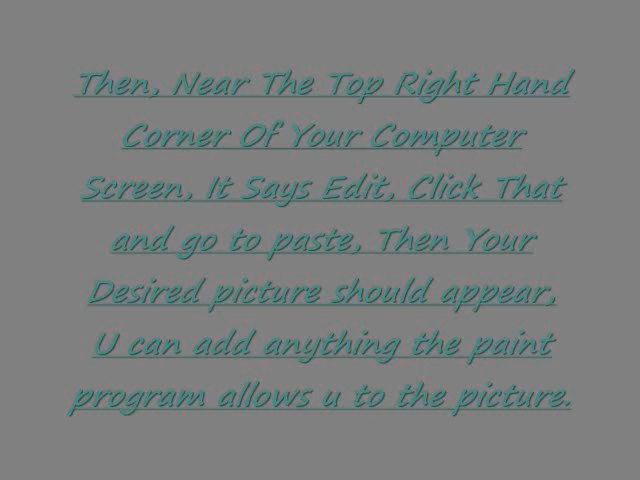 Then, Near The Top Right Hand
Corner Of Your Computer
Screen, It Says Edit, Click That
and go to paste, Then Your
Desired picture should appear,
U can add anything the paint
program allows u to the picture.